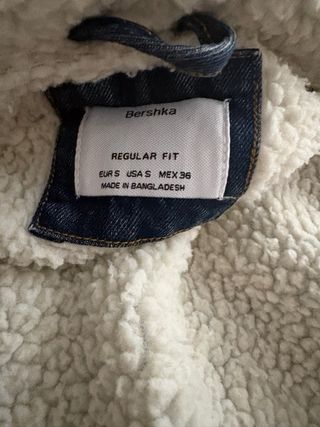 Bershka
REGULAR FIT
EUR S USA S MEX 36
MADE IN BANGLADESH